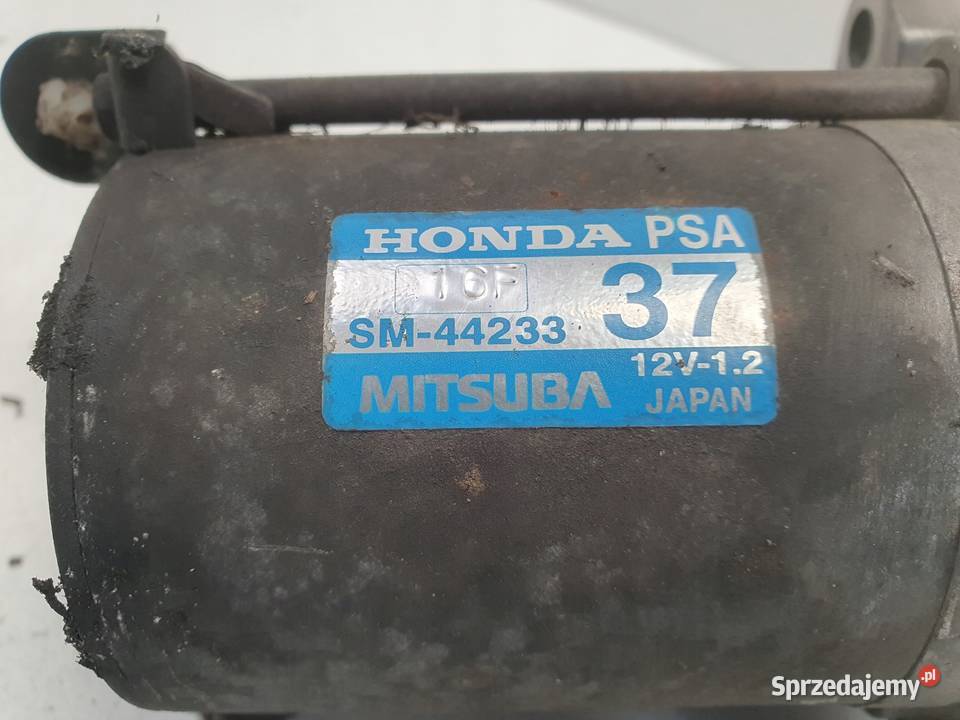 HONDA PSA
16F 37
SM-44233
12V-1.2
MITSUBA JAPAN
Sprzedajemy.pl